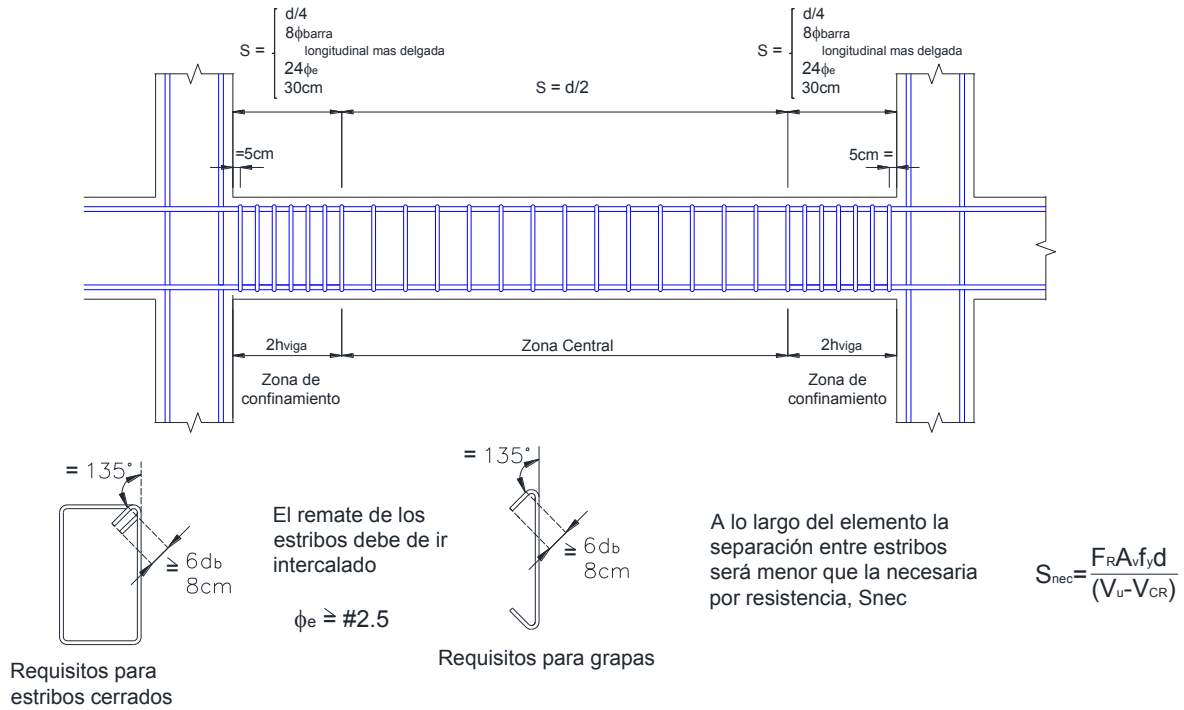 d/4
8ϕbarra
S =
longitudinal mas delgada
24ϕe
30cm
d/4
8ϕbarra
S =
longitudinal mas delgada
24ϕe
30cm
S = d/2
=5cm
5cm =
2hviga
Zona Central
2hviga
Zona de
confinamiento
Zona de
confinamiento
= 135°
≥ 6db
8cm
Requisitos para
estribos cerrados
El remate de los
estribos debe de ir
intercalado
ϕe ≥ #2.5
= 135°
≥ 6db
8cm
Requisitos para grapas
A lo largo del elemento la
separación entre estribos
será menor que la necesaria
por resistencia, Snec
Snec= FRAvfyd
(Vu-VCR)